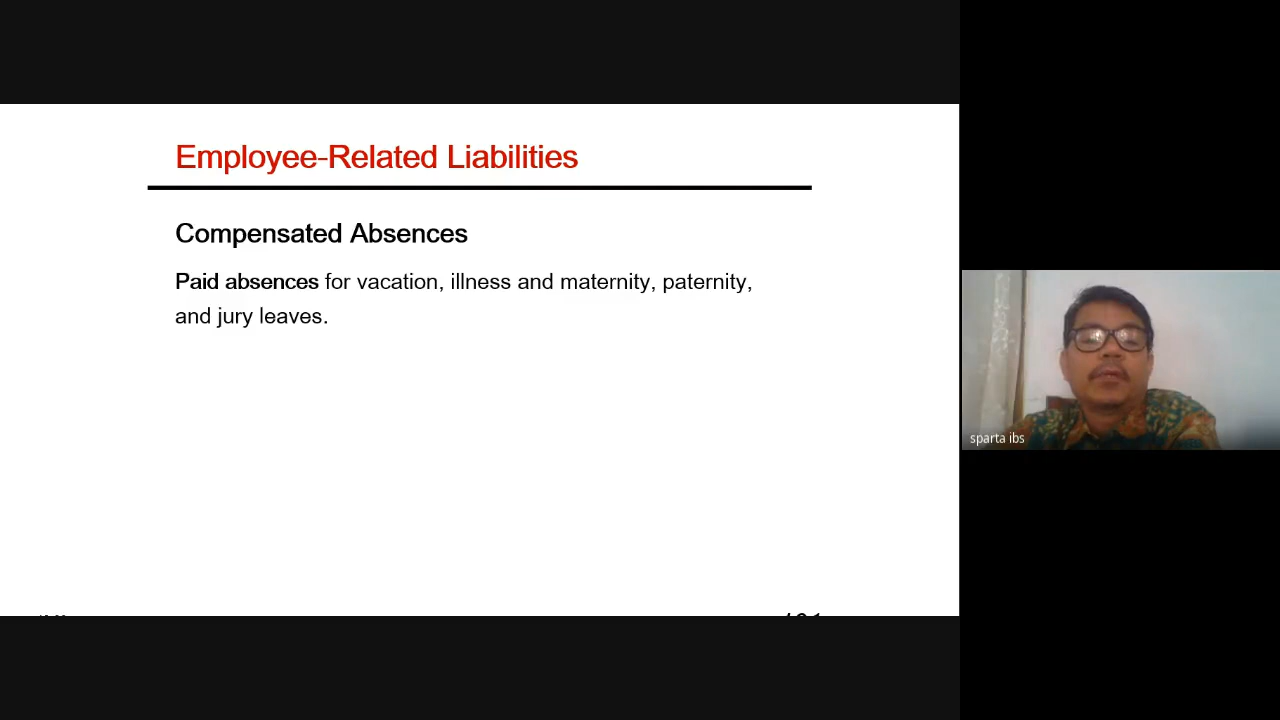 Employee-Related Liabilities
Compensated Absences
Paid absences for vacation, illness and maternity, paternity,
and jury leaves.
sparta ibs